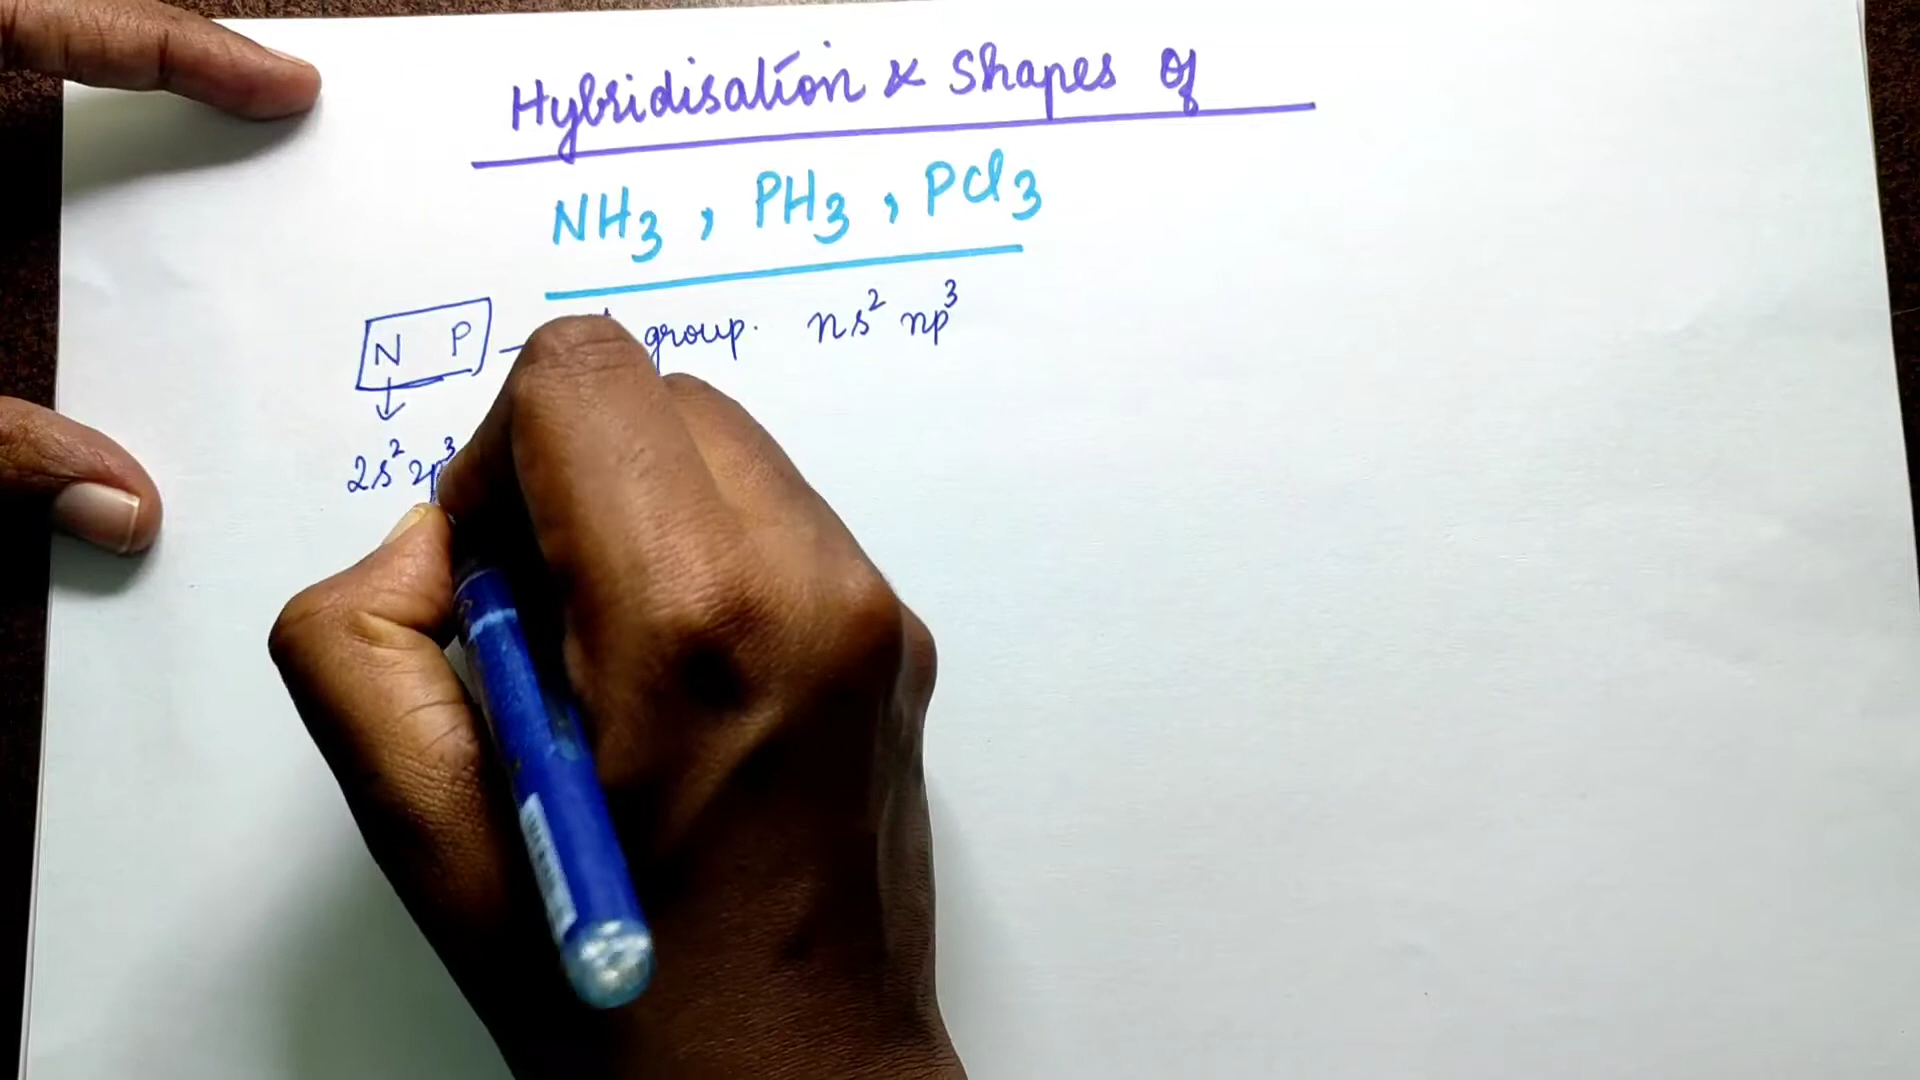 Hybridisation & Shapes of
NH3, PH3, PCl3
N P group. ns² np³
2s² 2p³